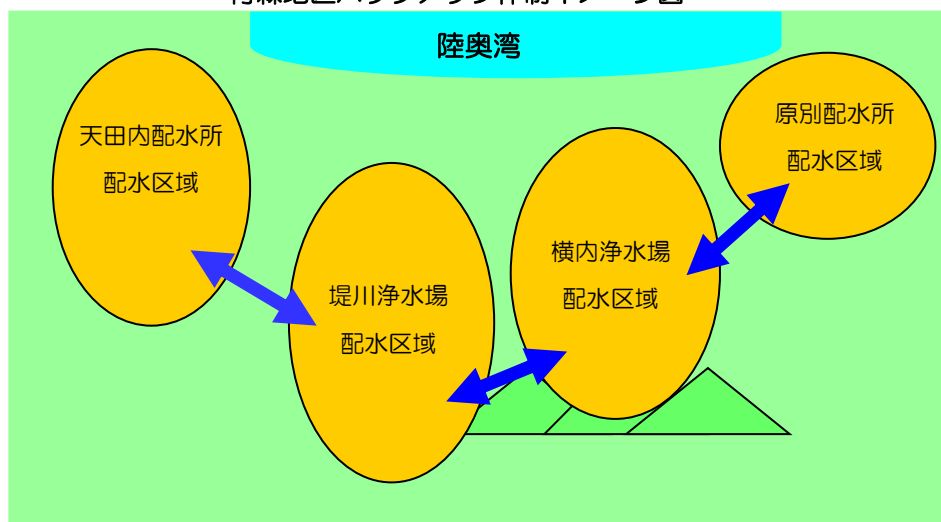 陸奥湾
天田内配水所
配水区域
原別配水所
配水区域
横内浄水場
配水区域
堤川浄水場
配水区域